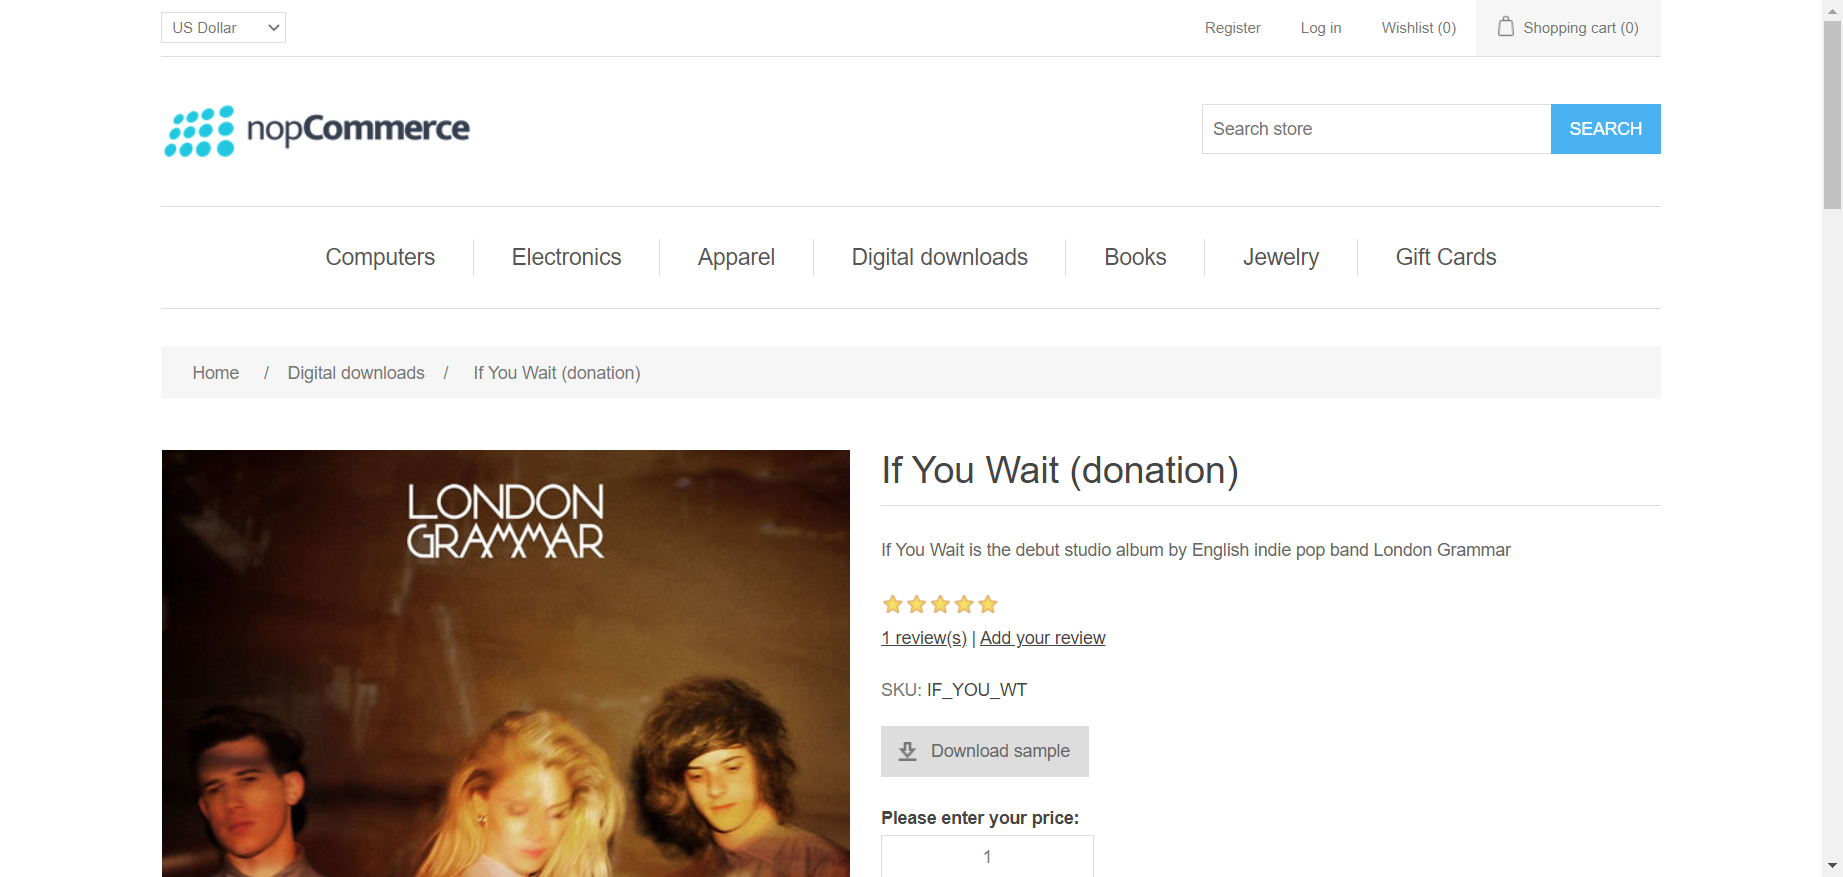 US Dollar
Register
Log in
Wishlist (0)
Shopping cart (0)
nopCommerce
Search store
SEARCH
Computers
Electronics
Apparel
Digital downloads
Books
Jewelry
Gift Cards
Home / Digital downloads / If You Wait (donation)
LONDON
GRAMMAR
If You Wait (donation)
If You Wait is the debut studio album by English indie pop band London Grammar
1 review(s) | Add your review
SKU: IF_YOU_WT
Download sample
Please enter your price:
1